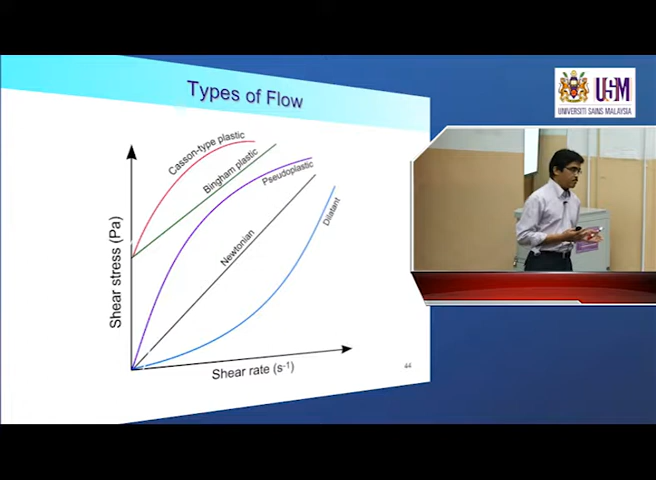 Types of Flow
USM
UNIVERSITI SAINS MALAYSIA
Casson-type plastic
Bingham plastic
Pseudoplastic
Newtonian
Dilatant
Shear stress (Pa)
Shear rate (s-1)
44